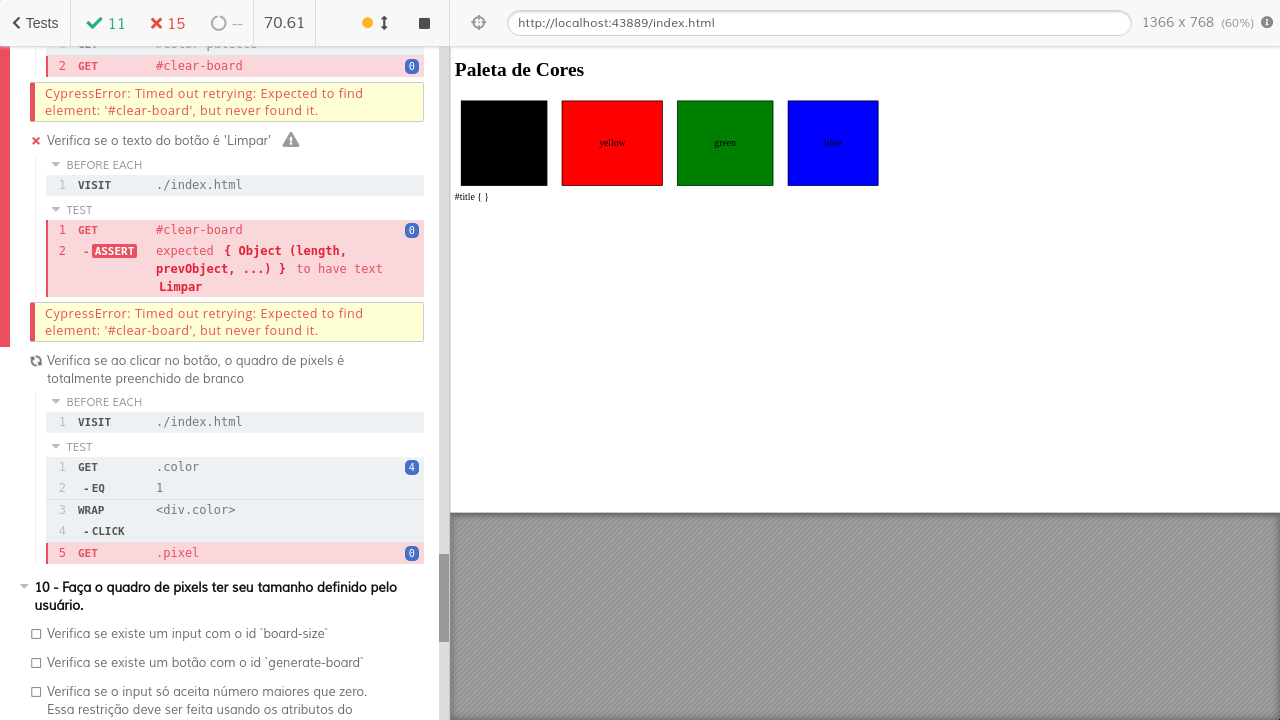 Tests
11
15
--
70.61
http://localhost:43889/index.html
1366 x 768 (60%)
1 GET #color-palette
2 GET #clear-board 0
CypressError: Timed out retrying: Expected to find
element: '#clear-board', but never found it.
Verifica se o texto do botão é 'Limpar'
BEFORE EACH
1 VISIT ./index.html
TEST
1 GET #clear-board 0
2 - ASSERT expected { Object (length,
prevObject, ...) } to have text
Limpar
CypressError: Timed out retrying: Expected to find
element: '#clear-board', but never found it.
Verifica se ao clicar no botão, o quadro de pixels é
totalmente preenchido de branco
BEFORE EACH
1 VISIT ./index.html
TEST
1 GET .color 4
2 - EQ 1
3 WRAP <div.color>
4 - CLICK
5 GET .pixel 0
10 - Faça o quadro de pixels ter seu tamanho definido pelo
usuário.
Verifica se existe um input com o id `board-size`
Verifica se existe um botão com o id `generate-board`
Verifica se o input só aceita número maiores que zero.
Essa restrição deve ser feita usando os atributos do
Paleta de Cores
yellow
green
blue
#title { }